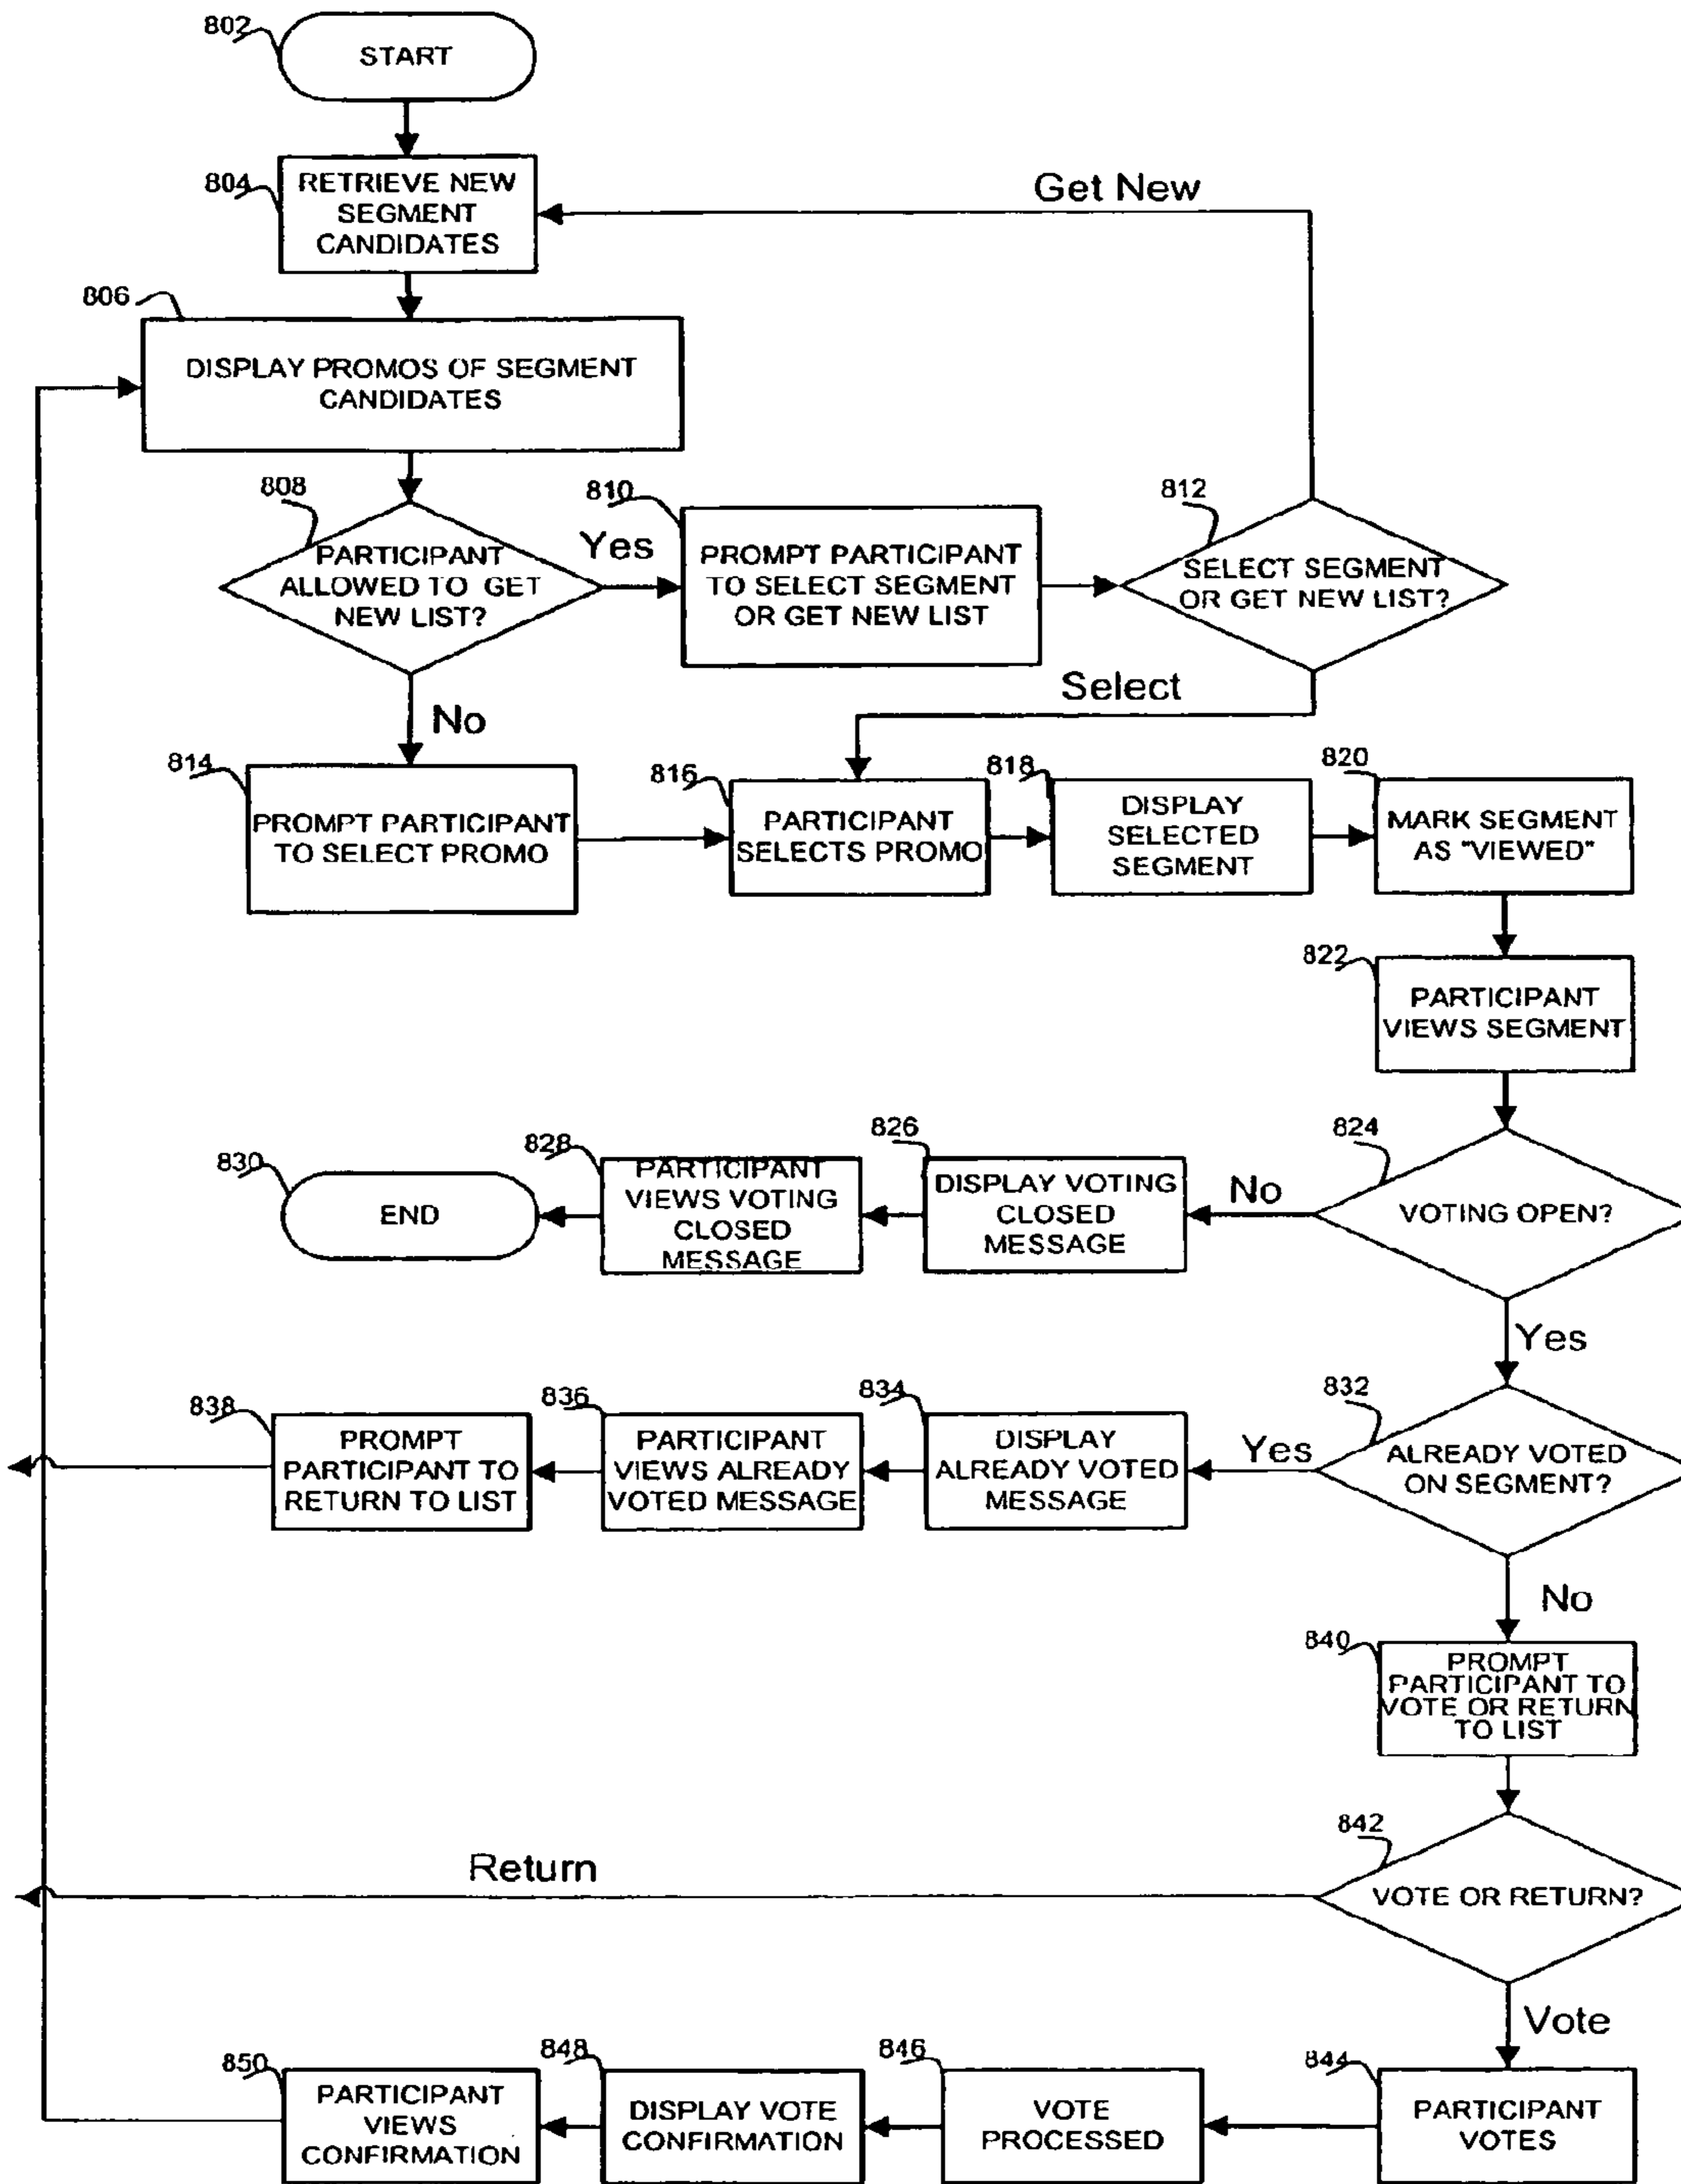 802
START
804
RETRIEVE NEW
SEGMENT
CANDIDATES
Get New
806
DISPLAY PROMOS OF SEGMENT
CANDIDATES
808
PARTICIPANT
ALLOWED TO GET
NEW LIST?
Yes
810
PROMPT PARTICIPANT
TO SELECT SEGMENT
OR GET NEW LIST
812
SELECT SEGMENT
OR GET NEW LIST?
Select
No
814
PROMPT PARTICIPANT
TO SELECT PROMO
816
PARTICIPANT
SELECTS PROMO
818
DISPLAY
SELECTED
SEGMENT
820
MARK SEGMENT
AS "VIEWED"
822
PARTICIPANT
VIEWS SEGMENT
824
VOTING OPEN?
No
826
DISPLAY VOTING
CLOSED
MESSAGE
828
PARTICIPANT
VIEWS VOTING
CLOSED
MESSAGE
830
END
Yes
832
ALREADY VOTED
ON SEGMENT?
Yes
834
DISPLAY
ALREADY VOTED
MESSAGE
836
PARTICIPANT
VIEWS ALREADY
VOTED MESSAGE
838
PROMPT
PARTICIPANT TO
RETURN TO LIST
No
840
PROMPT
PARTICIPANT TO
VOTE OR RETURN
TO LIST
842
VOTE OR RETURN?
Return
Vote
844
PARTICIPANT
VOTES
846
VOTE
PROCESSED
848
DISPLAY VOTE
CONFIRMATION
850
PARTICIPANT
VIEWS
CONFIRMATION